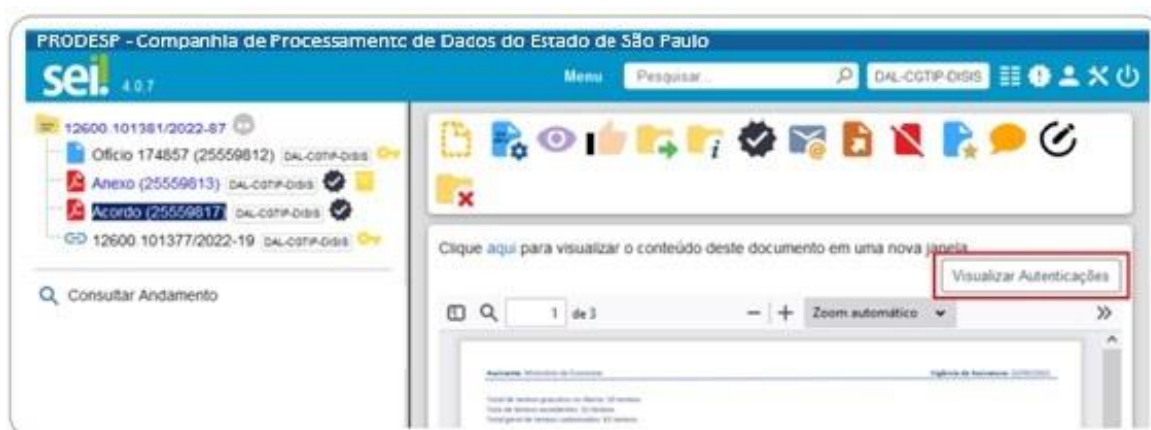 PRODESP - Companhia de Processamento de Dados do Estado de São Paulo
sei! 4.0.7
Menu
Pesquisar...
DAL-CGTIP-DISIS
12600.101381/2022-87
Ofício 174857 (25559812) DAL-CGTIP-DISIS
Anexo (25559813) DAL-CGTIP-DISIS
Acordo (25559817) DAL-CGTIP-DISIS
12600.101377/2022-19 DAL-CGTIP-DISIS
Consultar Andamento
Clique aqui para visualizar o conteúdo deste documento em uma nova janela
Visualizar Autenticações
1 de 3
Zoom automático